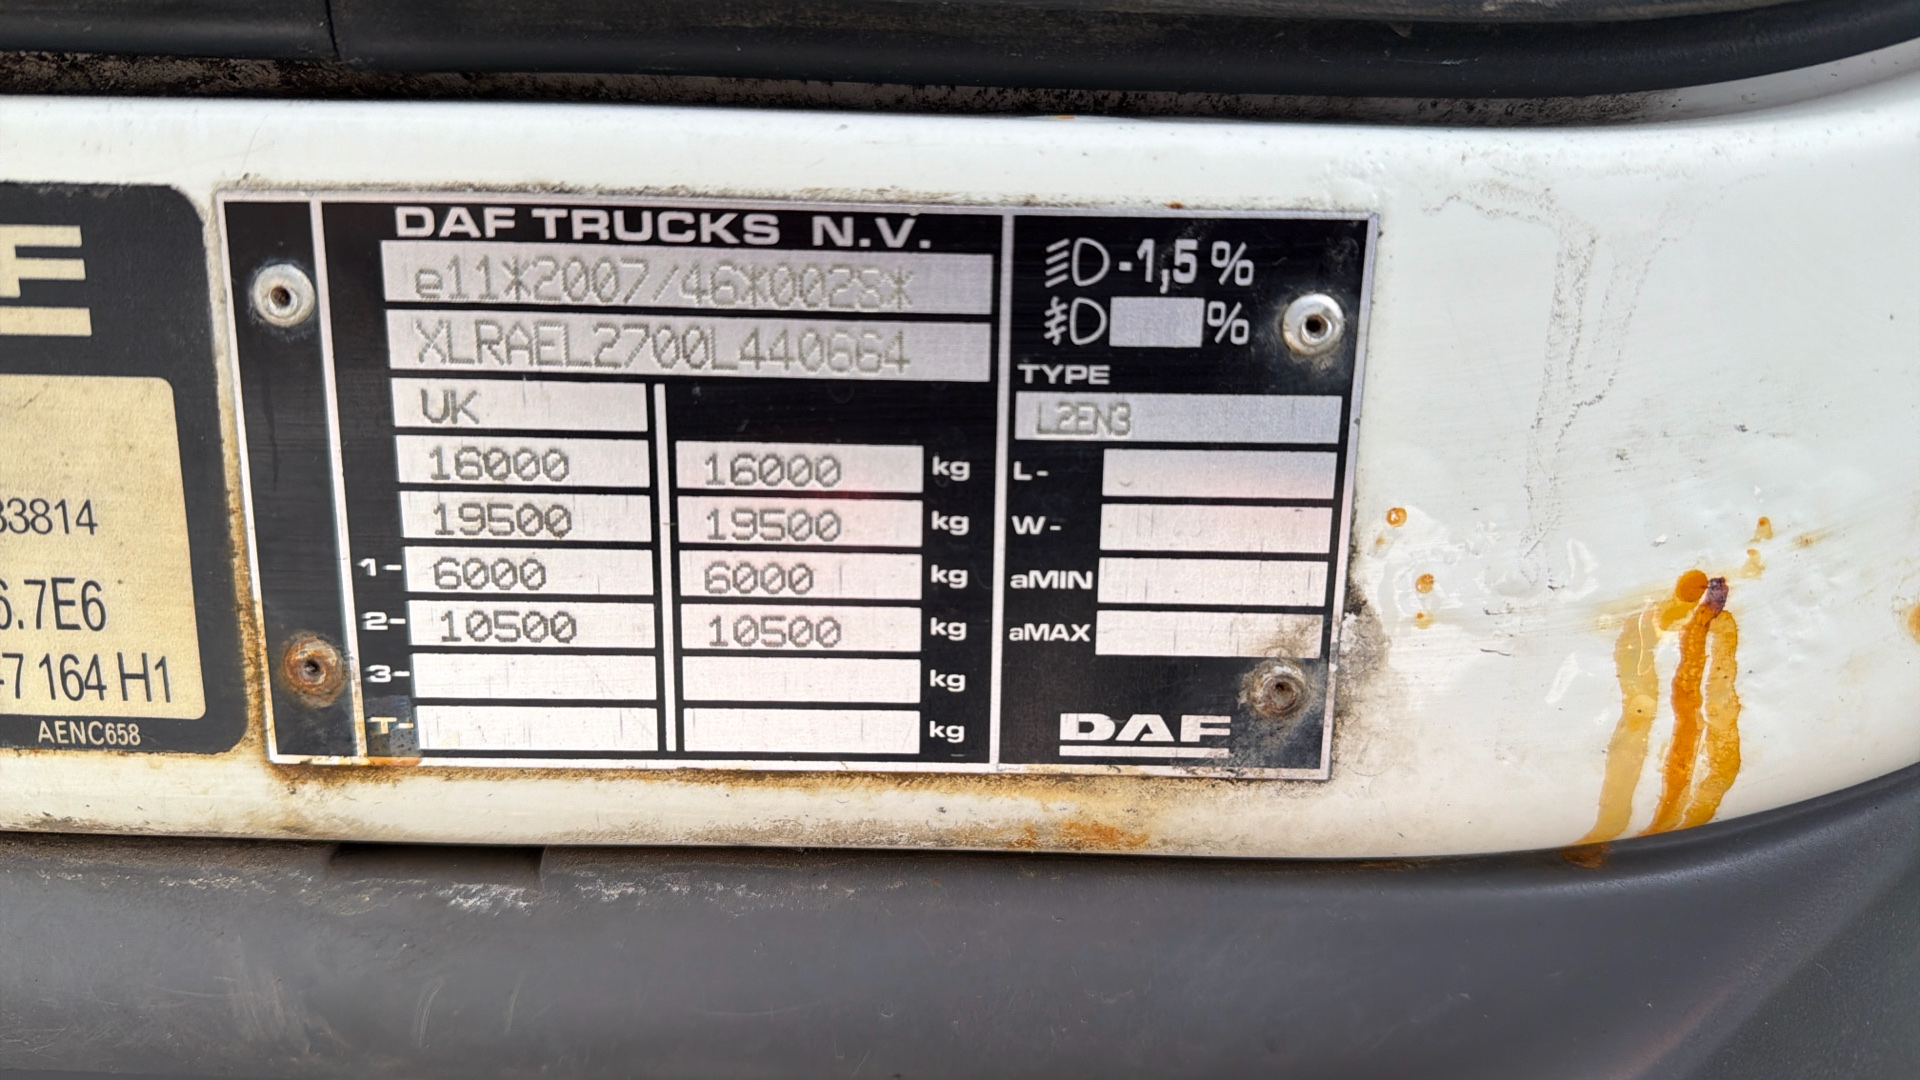 F
33814
6.7E6
-7 164 H1
AENC658
DAF TRUCKS N.V.
e11*2007/46*0028*
XLRAEL2700L440664
UK
16000 16000 kg
19500 19500 kg
1- 6000 6000 kg
2- 10500 10500 kg
3- kg
T- kg
-1,5 %
%
TYPE
L2EN3
L-
W-
aMIN
aMAX
DAF